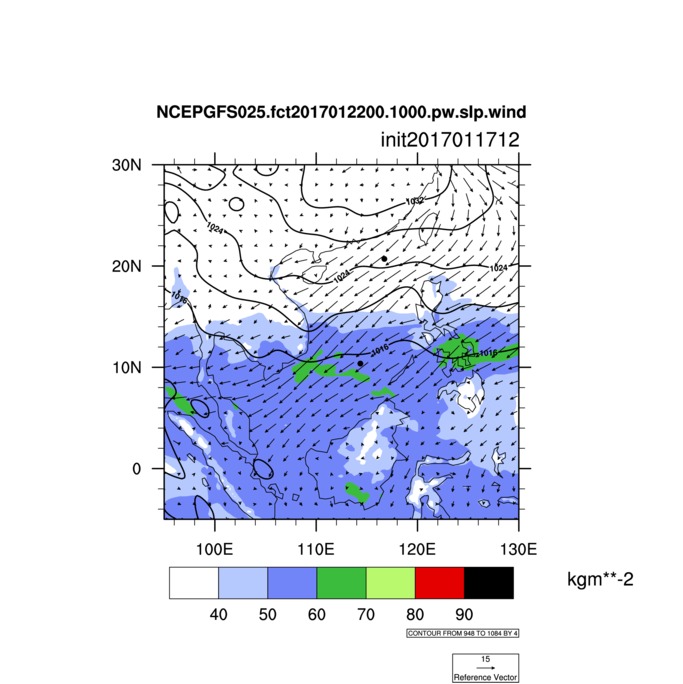 NCEPGFS025.fct2017012200.1000.pw.slp.wind
init2017011712
30N
1032
1024
20N
1024
1024
1016
1016
1016
10N
0
100E 110E 120E 130E
kgm**-2
40 50 60 70 80 90
CONTOUR FROM 948 TO 1084 BY 4
15
Reference Vector